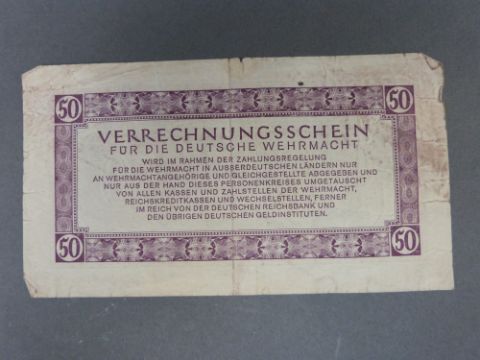 50 50
VERRECHNUNGSSCHEIN
FÜR DIE DEUTSCHE WEHRMACHT
WIRD IM RAHMEN DER ZAHLUNGSREGELUNG
FÜR DIE WEHRMACHT IN AUSSERDEUTSCHEN LÄNDERN NUR
AN WEHRMACHTANGEHÖRIGE UND GLEICHGESTELLTE ABGEGEBEN UND
NUR AUS DER HAND DIESES PERSONENKREISES UMGETAUSCHT
VON ALLEN KASSEN UND ZAHLSTELLEN DER WEHRMACHT,
REICHSKREDITKASSEN UND WECHSELSTELLEN, FERNER
IM REICH VON DER DEUTSCHEN REICHSBANK UND
DEN ÜBRIGEN DEUTSCHEN GELDINSTITUTEN.
50 50